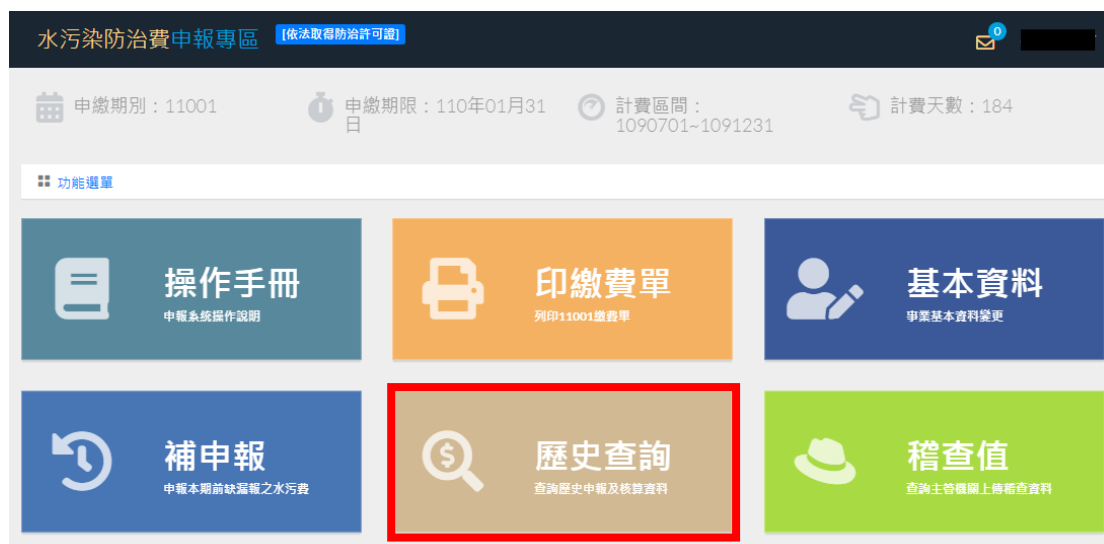 水污染防治費申報專區 [依法取得防治許可證] 0
申繳期別：11001
申繳期限：110年01月31
日
計費區間：
1090701~1091231
計費天數：184
功能選單
操作手冊
申報系統操作說明
印繳費單
列印11001繳費單
基本資料
事業基本資料變更
補申報
申報本期前缺漏報之水污費
歷史查詢
查詢歷史申報及核算資料
稽查值
查詢主管機關上傳稽查資料